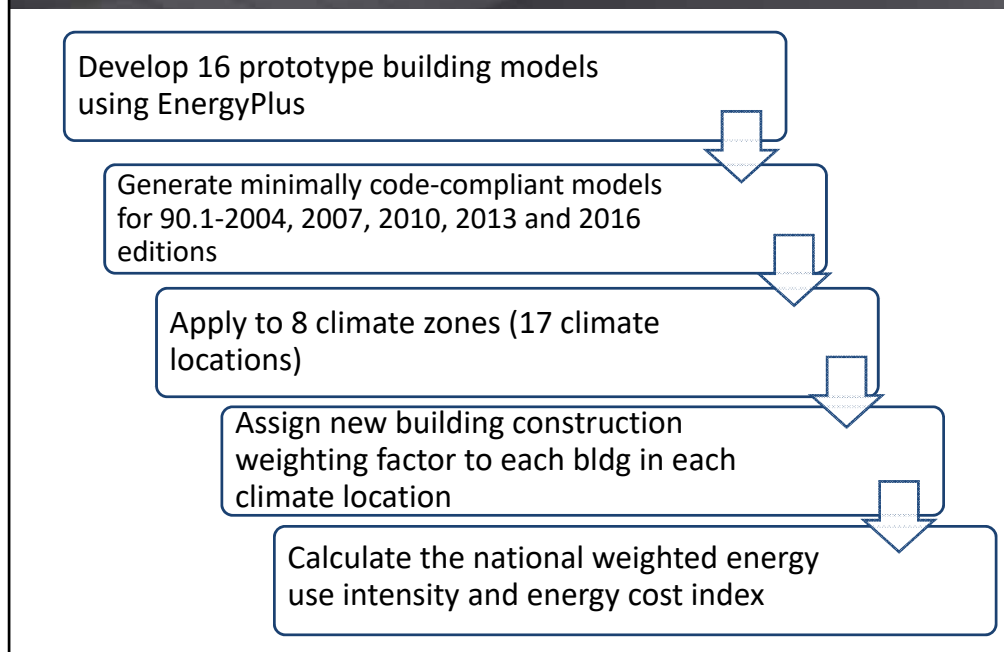 Develop 16 prototype building models
using EnergyPlus
Generate minimally code-compliant models
for 90.1-2004, 2007, 2010, 2013 and 2016
editions
Apply to 8 climate zones (17 climate
locations)
Assign new building construction
weighting factor to each bldg in each
climate location
Calculate the national weighted energy
use intensity and energy cost index